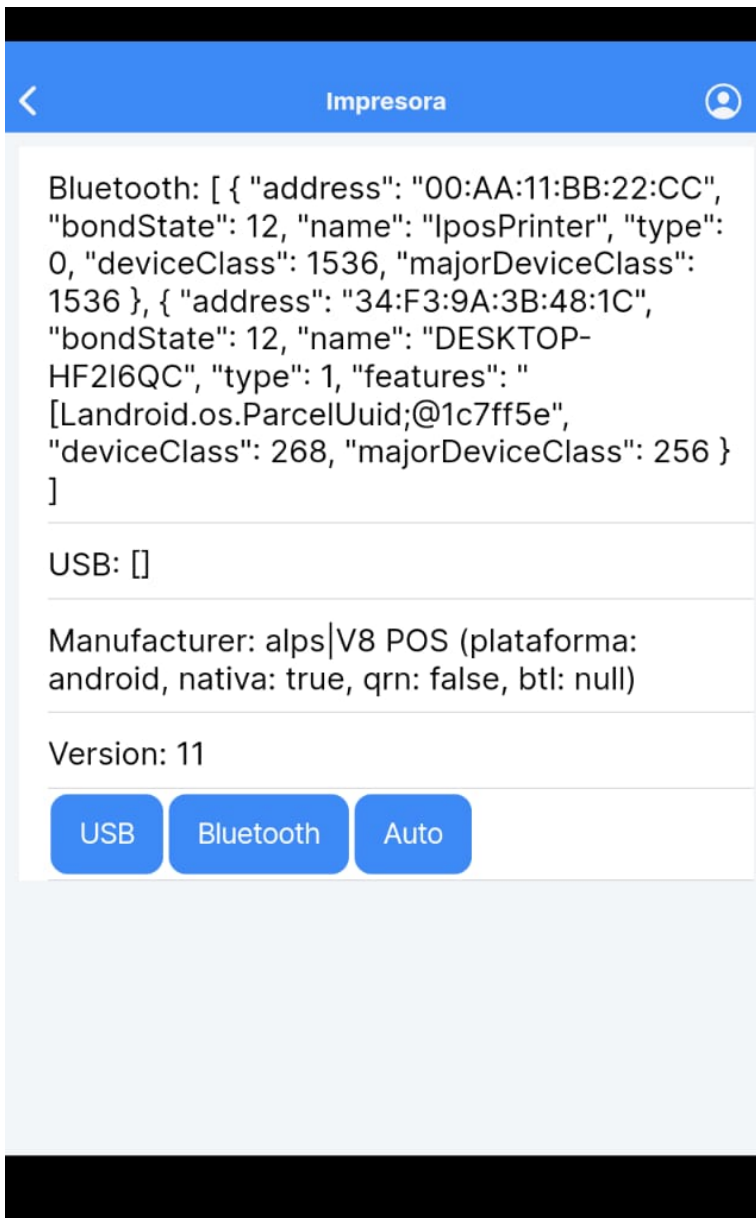 Impresora
Bluetooth: [ { "address": "00:AA:11:BB:22:CC",
"bondState": 12, "name": "IposPrinter", "type":
0, "deviceClass": 1536, "majorDeviceClass":
1536 }, { "address": "34:F3:9A:3B:48:1C",
"bondState": 12, "name": "DESKTOP-
HF2I6QC", "type": 1, "features": "
[Landroid.os.ParcelUuid;@1c7ff5e",
"deviceClass": 268, "majorDeviceClass": 256 }
]
USB: []
Manufacturer: alps|V8 POS (plataforma:
android, nativa: true, qrn: false, btl: null)
Version: 11
USB Bluetooth Auto